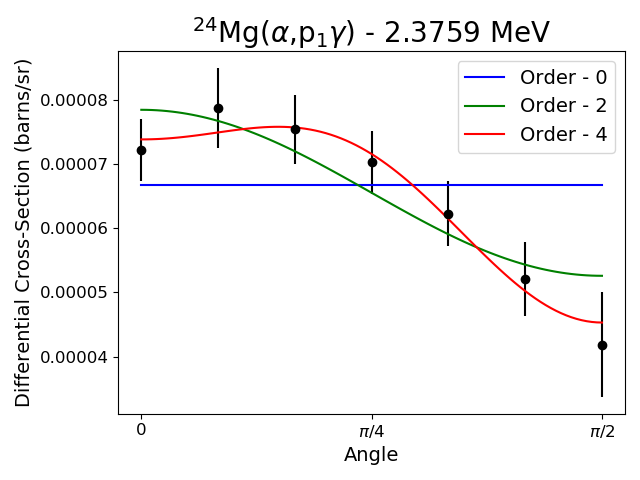 ²⁴Mg(α,p₁γ) - 2.3759 MeV
Order - 0
Order - 2
Order - 4
Differential Cross-Section (barns/sr)
0.00008
0.00007
0.00006
0.00005
0.00004
0
π/4
π/2
Angle